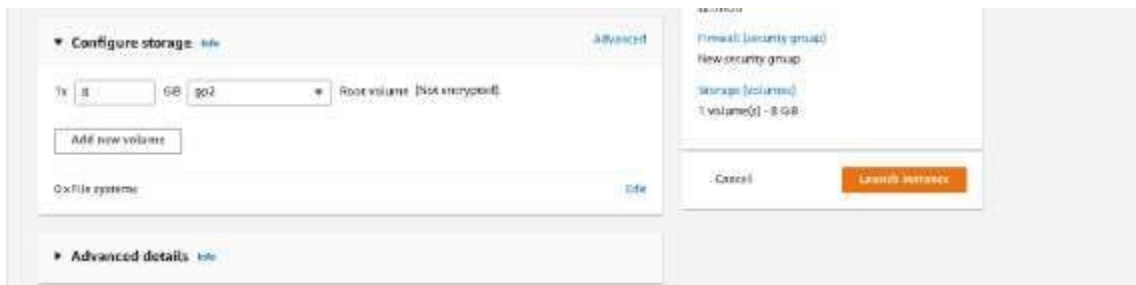 Configure storage Info
Advanced
1x 8 GiB gp2 Root volume (Not encrypted)
Add new volume
0 x File systems
Edit
Advanced details Info
Firewall (security group)
New security group
Storage (volumes)
1 volume(s) - 8 GiB
Cancel
Launch instance